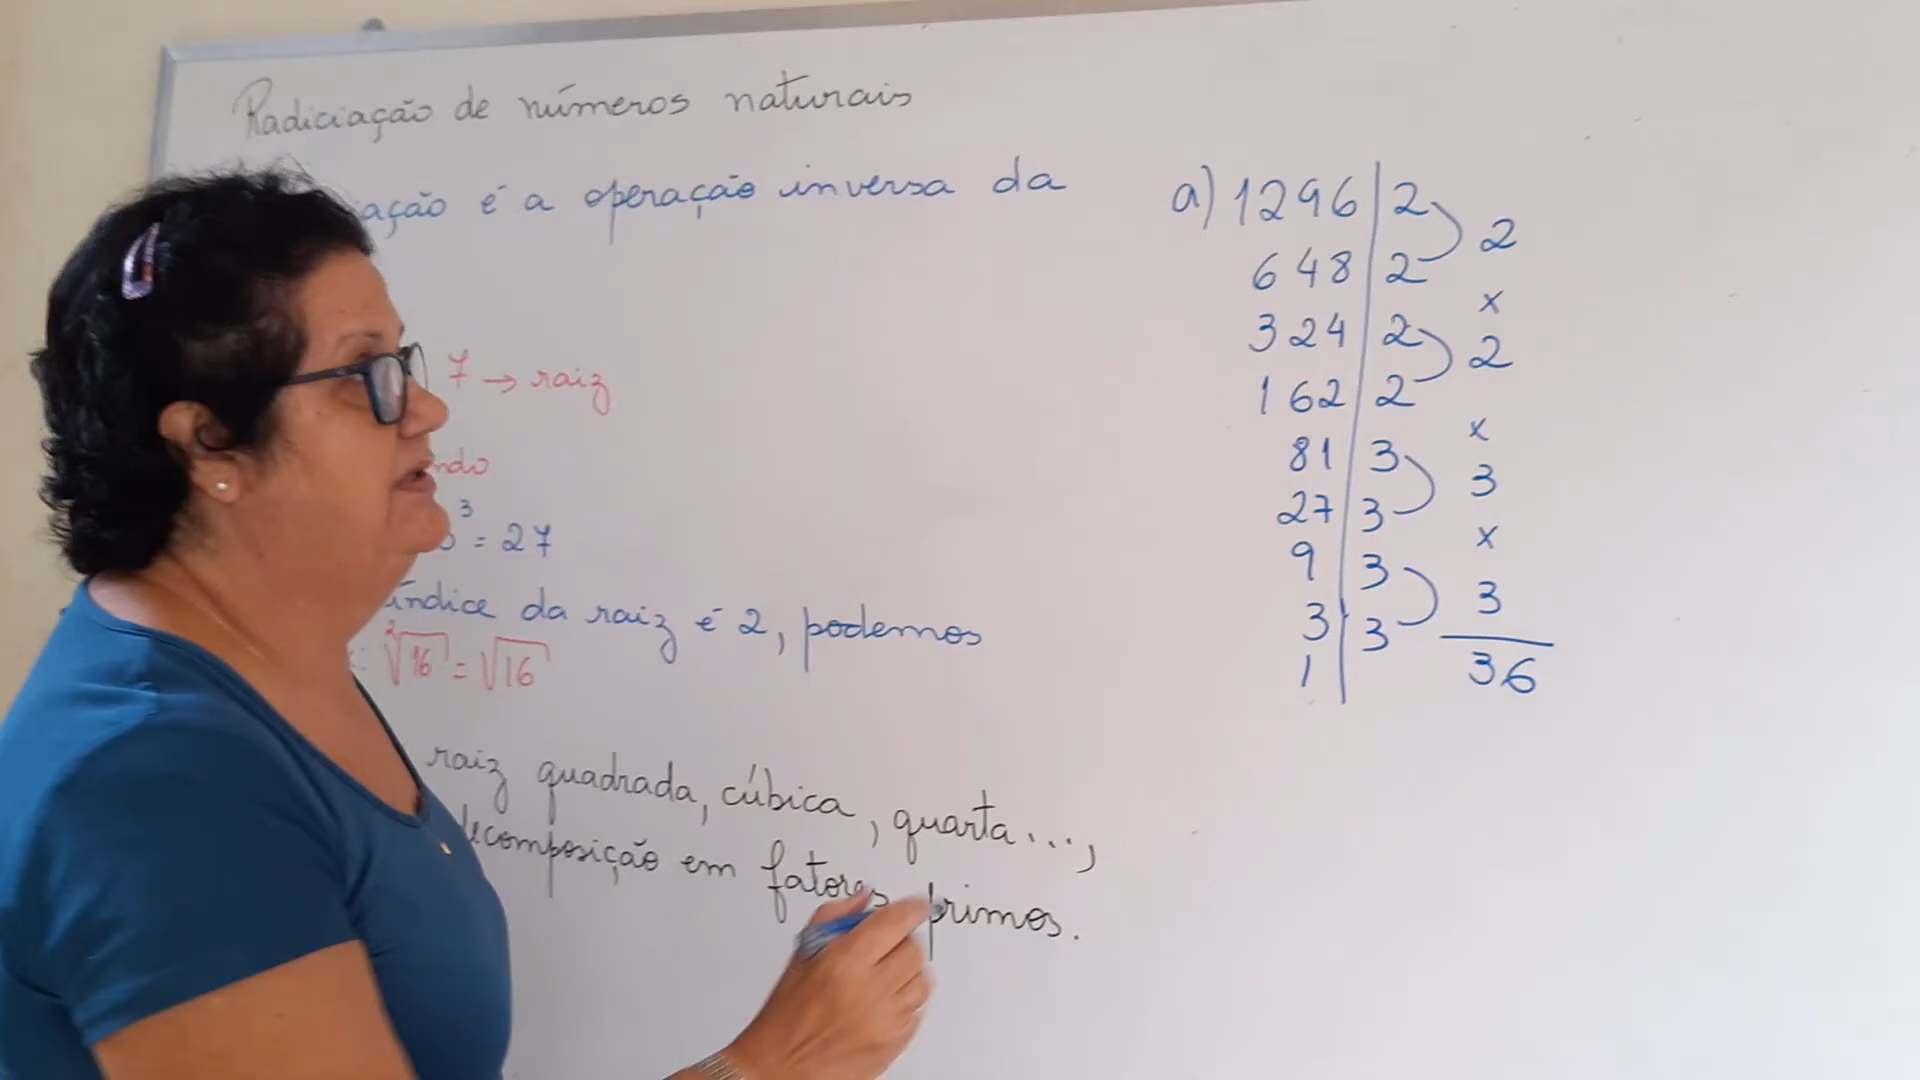 Radiciação de números naturais
é a operação inversa da
7 → raiz
³ = 27
índice da raiz é 2, podemos
²√16 = √16
raiz quadrada, cúbica, quarta...,
decomposição em fatores primos.
a) 1296 | 2
648 | 2
2
324 | 2
x
162 | 2
2
81 | 3
x
27 | 3
3
9 | 3
x
3 | 3
3
1
36